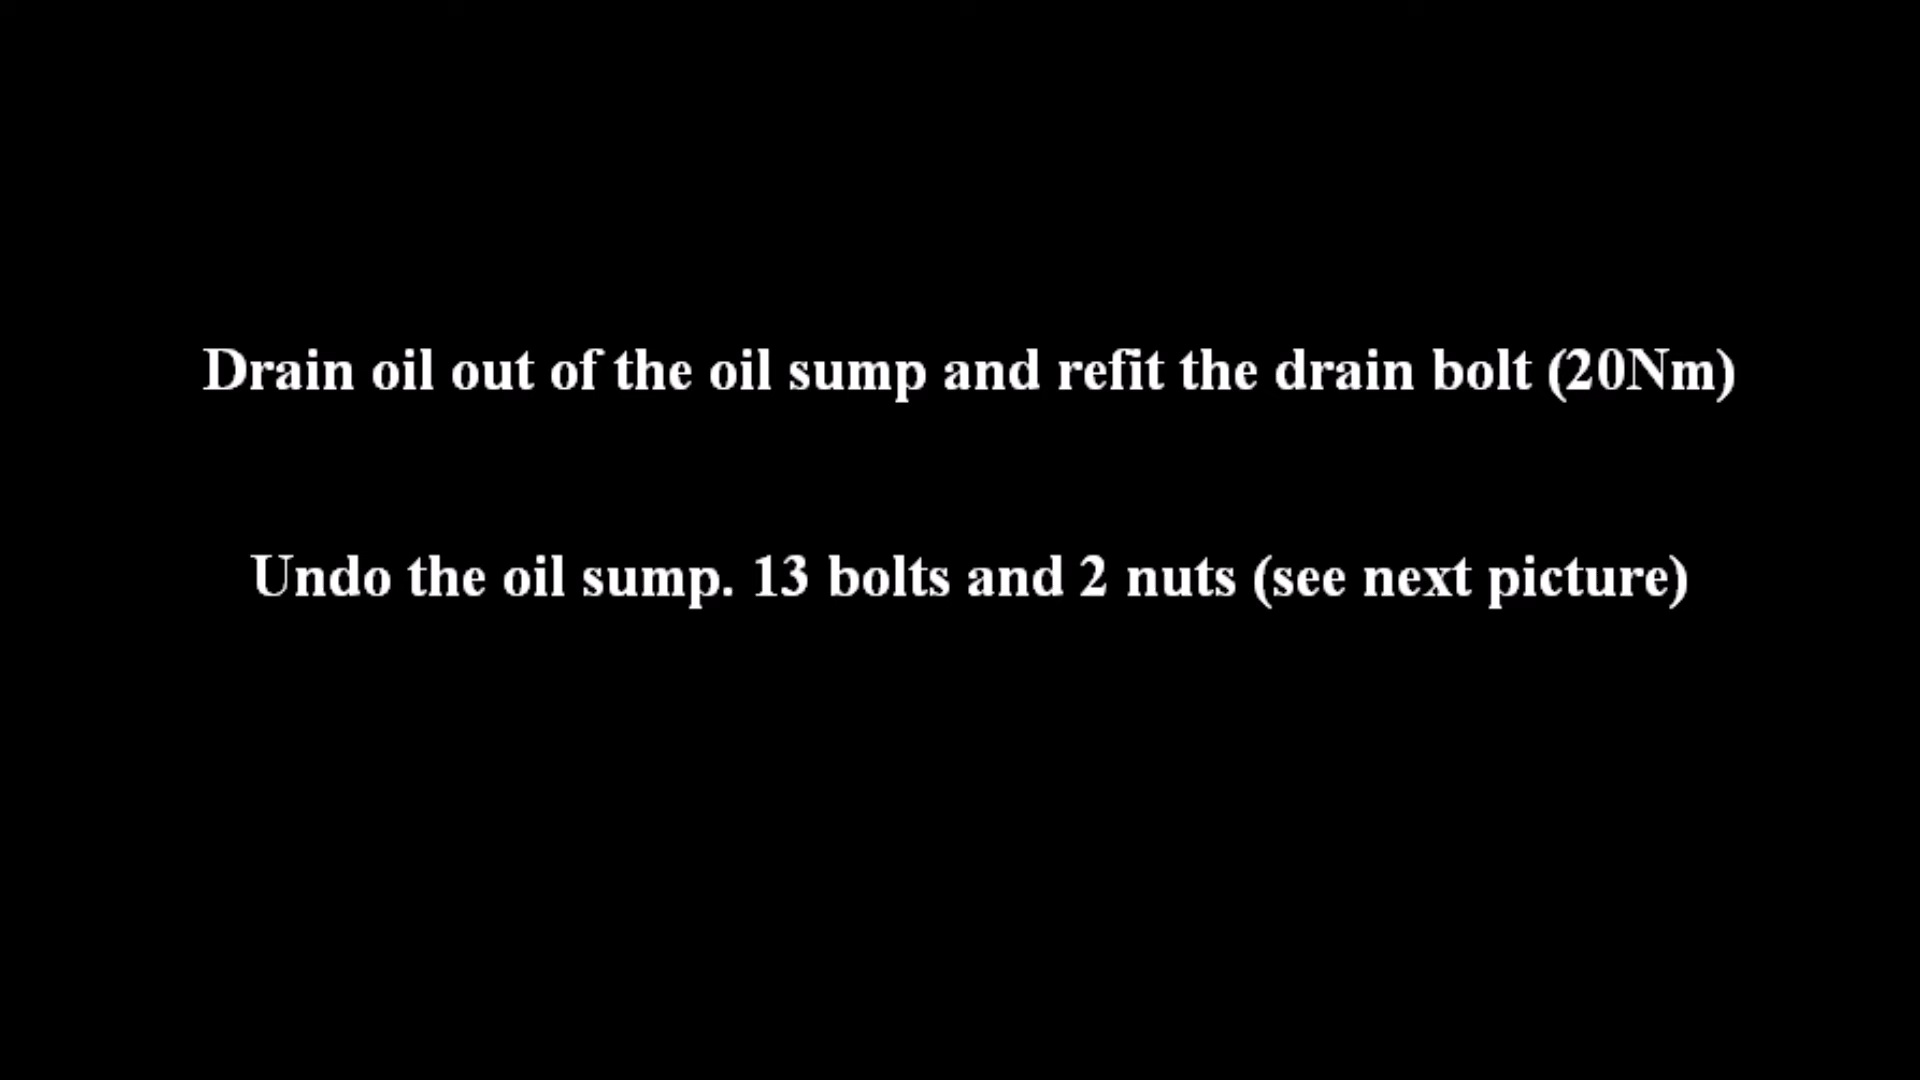 Drain oil out of the oil sump and refit the drain bolt (20Nm)
Undo the oil sump. 13 bolts and 2 nuts (see next picture)